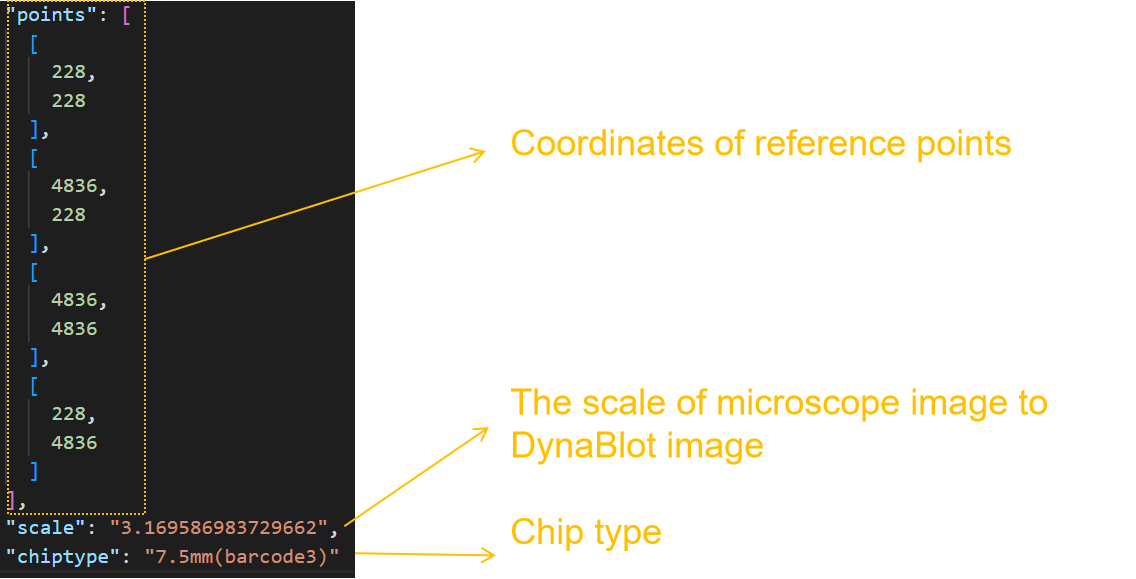 "points": [
[
228,
228
],
[
4836,
228
],
[
4836,
4836
],
[
228,
4836
]
],
"scale": "3.169586983729662",
"chiptype": "7.5mm(barcode3)"
Coordinates of reference points
The scale of microscope image to
DynaBlot image
Chip type